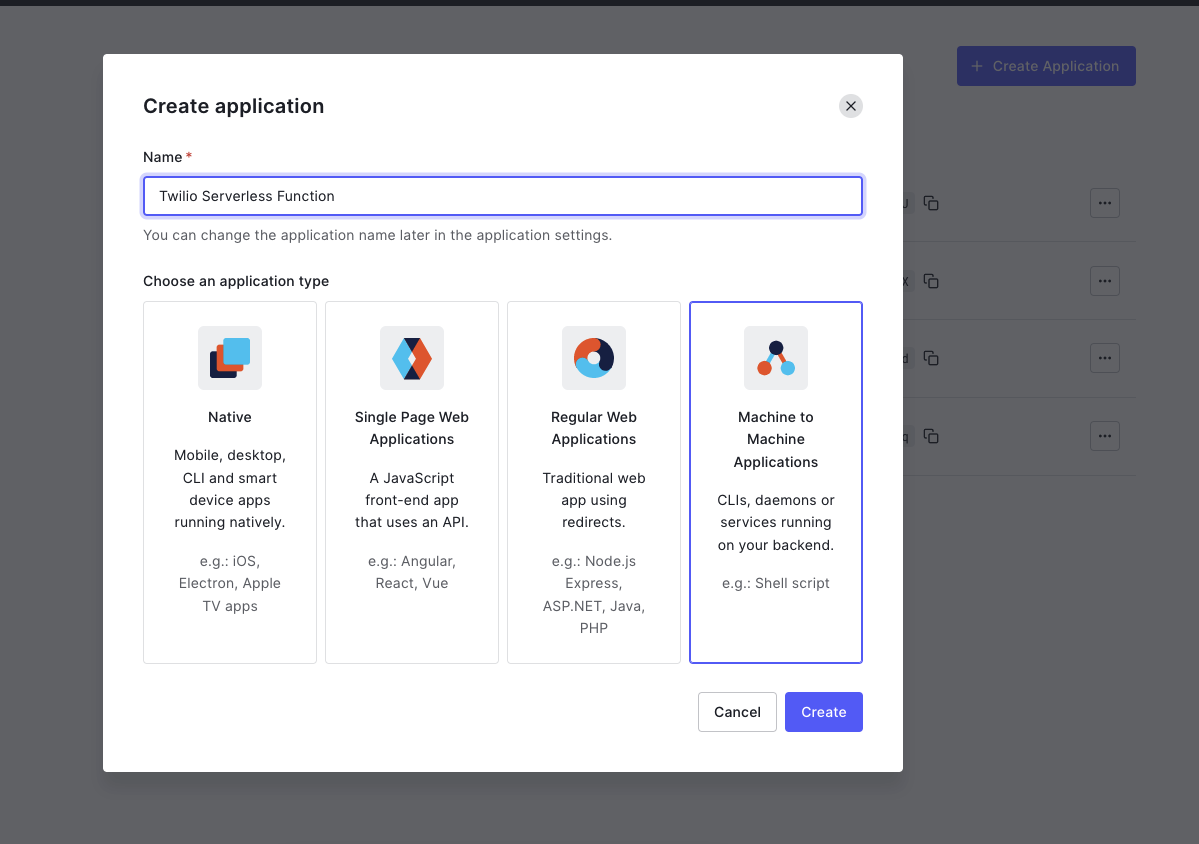 Create Application
Create application
Name *
Twilio Serverless Function
You can change the application name later in the application settings.
Choose an application type
Native
Mobile, desktop,
CLI and smart
device apps
running natively.
e.g.: iOS,
Electron, Apple
TV apps
Single Page Web
Applications
A JavaScript
front-end app
that uses an API.
e.g.: Angular,
React, Vue
Regular Web
Applications
Traditional web
app using
redirects.
e.g.: Node.js
Express,
ASP.NET, Java,
PHP
Machine to
Machine
Applications
CLIs, daemons or
services running
on your backend.
e.g.: Shell script
Cancel
Create